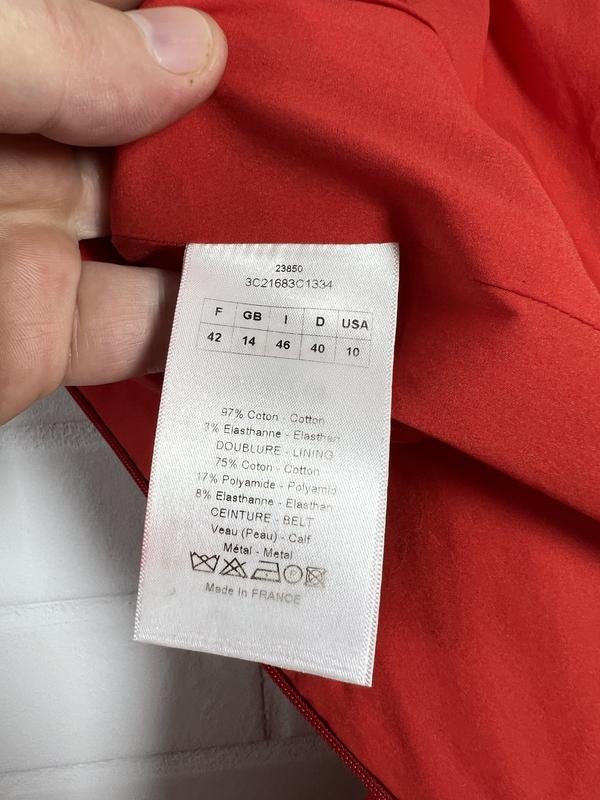 23850
3C21683C1334
F GB I D USA
42 14 46 40 10
97% Coton - Cotton
3% Elasthanne - Elasthan
DOUBLURE - LINING
75% Coton - Cotton
17% Polyamide - Polyamid
8% Elasthanne - Elasthan
CEINTURE - BELT
Veau (Peau) - Calf
Métal - Metal
P
Made in FRANCE